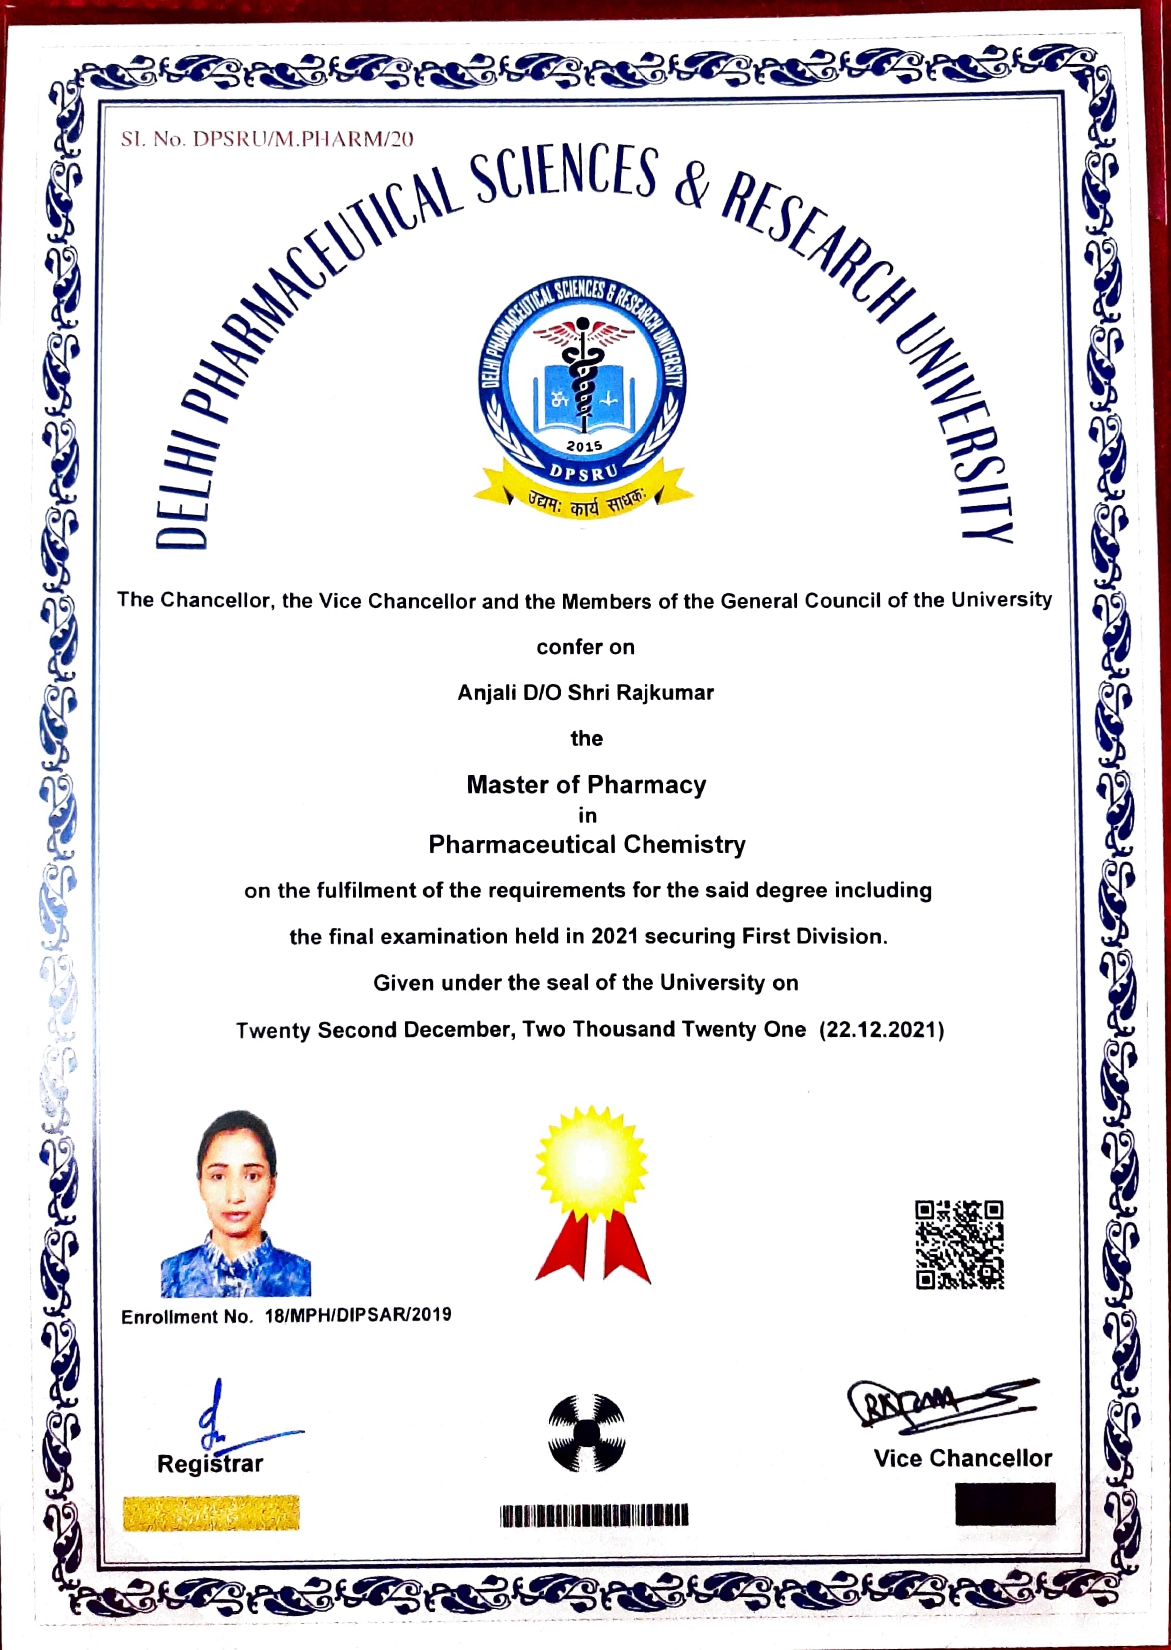 SI. No. DPSRU/M.PHARM/20
DELHI PHARMACEUTICAL SCIENCES & RESEARCH UNIVERSITY
DELHI PHARMACEUTICAL SCIENCES & RESEARCH UNIVERSITY
2015
DPSRU
उद्यमः कार्य साधकः
The Chancellor, the Vice Chancellor and the Members of the General Council of the University
confer on
Anjali D/O Shri Rajkumar
the
Master of Pharmacy
in
Pharmaceutical Chemistry
on the fulfilment of the requirements for the said degree including
the final examination held in 2021 securing First Division.
Given under the seal of the University on
Twenty Second December, Two Thousand Twenty One (22.12.2021)
Enrollment No. 18/MPH/DIPSAR/2019
Registrar
Vice Chancellor